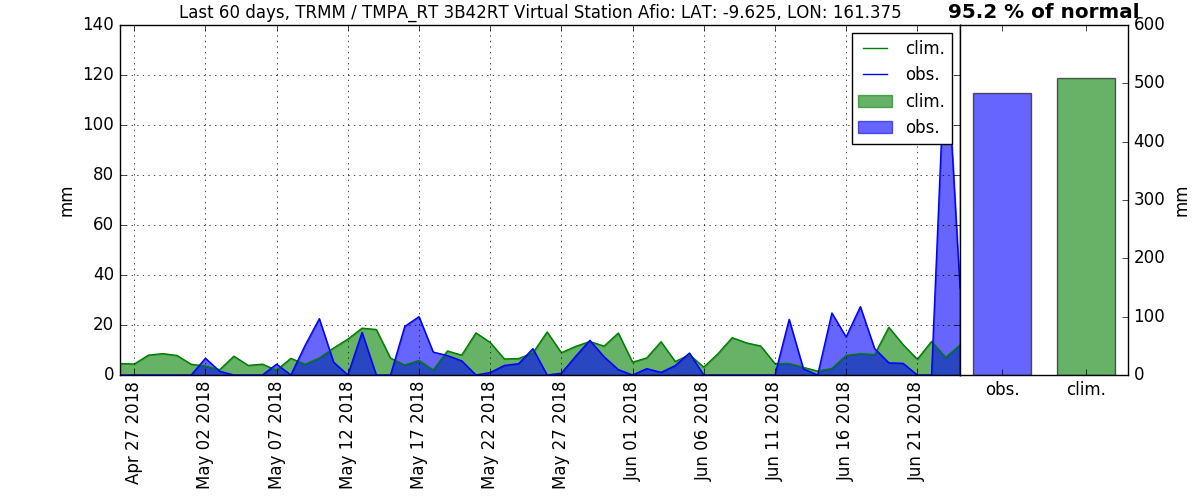 Last 60 days, TRMM / TMPA_RT 3B42RT Virtual Station Afio: LAT: -9.625, LON: 161.375
95.2 % of normal
140
120
100
80
60
40
20
0
mm
clim.
obs.
clim.
obs.
600
500
400
300
200
100
0
mm
obs.
clim.
Apr 27 2018
May 02 2018
May 07 2018
May 12 2018
May 17 2018
May 22 2018
May 27 2018
Jun 01 2018
Jun 06 2018
Jun 11 2018
Jun 16 2018
Jun 21 2018